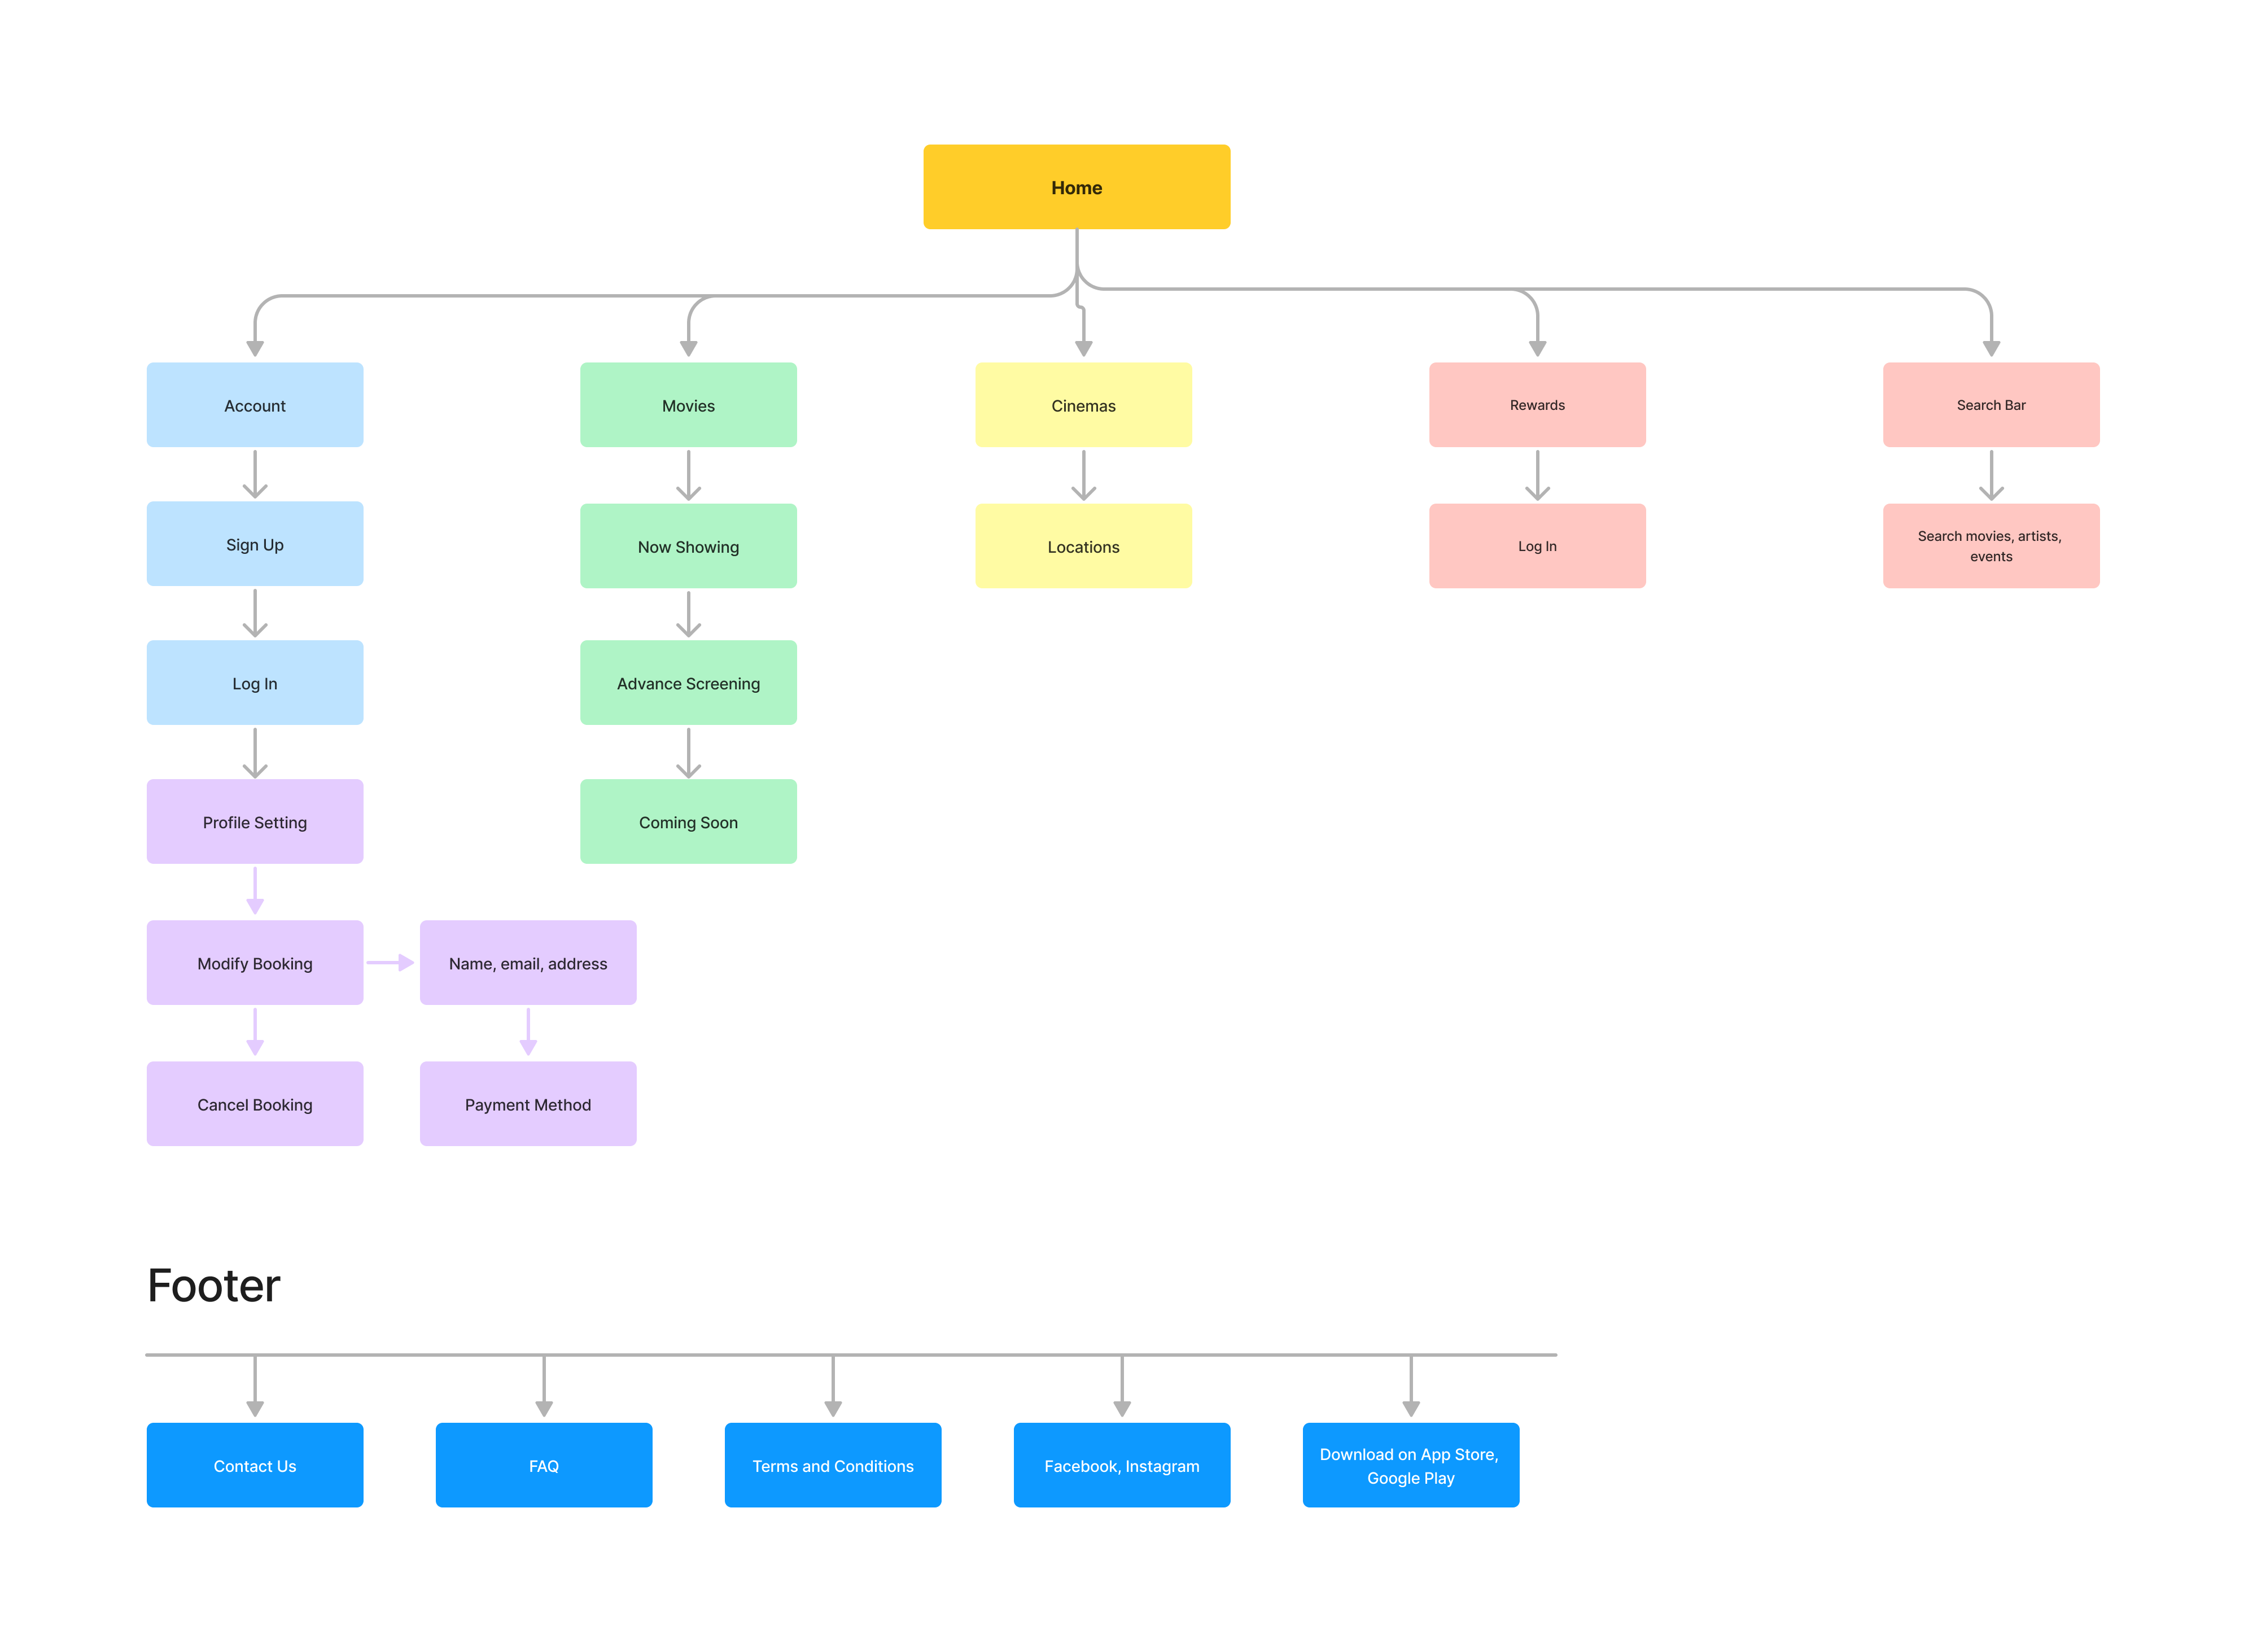 Home
Account
Movies
Cinemas
Rewards
Search Bar
Sign Up
Now Showing
Locations
Log In
Search movies, artists,
events
Log In
Advance Screening
Profile Setting
Coming Soon
Modify Booking
Name, email, address
Cancel Booking
Payment Method
Footer
Contact Us
FAQ
Terms and Conditions
Facebook, Instagram
Download on App Store,
Google Play